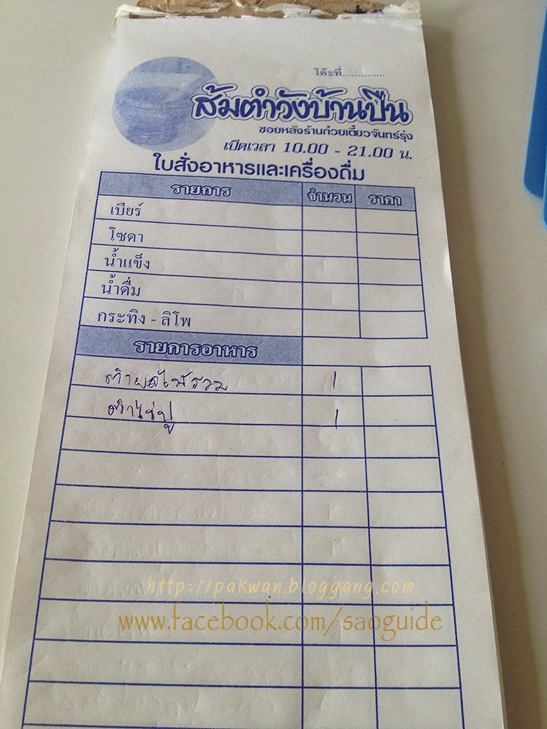 โต๊ะที่..............
ส้มตำวังบ้านปืน
ซอยหลังร้านก๋วยเตี๋ยวจันทร์รุ่ง
เปิดเวลา 10.00 - 21.00 น.
ใบสั่งอาหารและเครื่องดื่ม
รายการ จำนวน ราคา
เบียร์
โซดา
น้ำแข็ง
น้ำดื่ม
กระทิง - ลิโพ
รายการอาหาร
ตำผลไม้รวม 1
ตำไข่ปู 1
http://pakwan.bloggang.com
www.facebook.com/saoguide